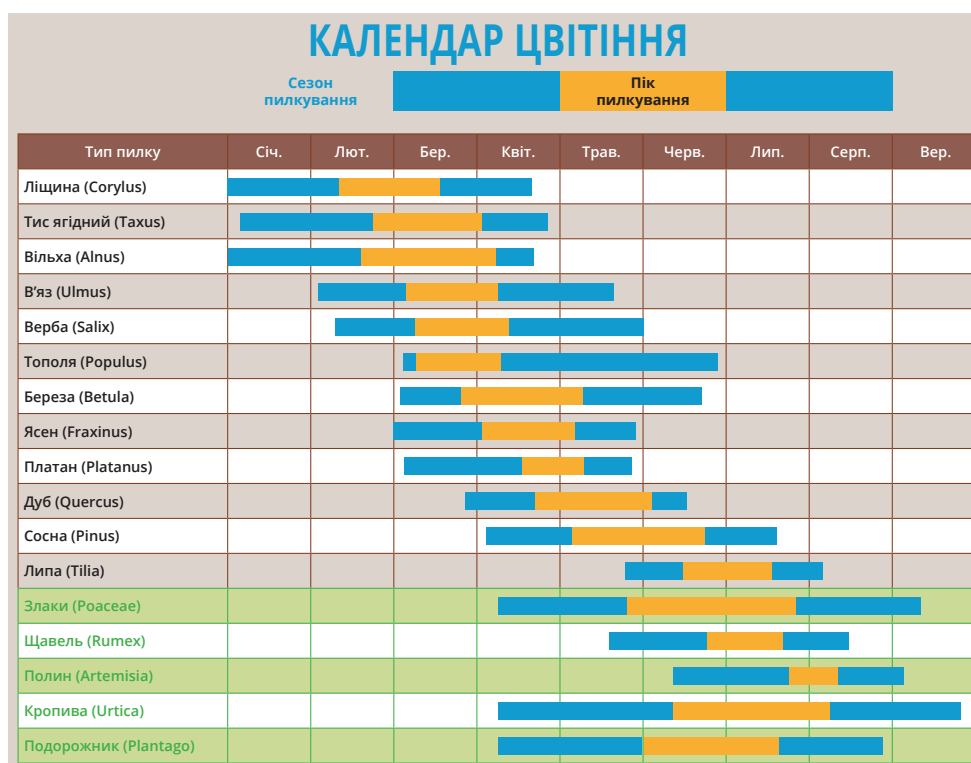 КАЛЕНДАР ЦВІТІННЯ
Сезон
пилкування
Пік
пилкування
Тип пилку Січ. Лют. Бер. Квіт. Трав. Черв. Лип. Серп. Вер.
Ліщина (Corylus)
Тис ягідний (Taxus)
Вільха (Alnus)
В’яз (Ulmus)
Верба (Salix)
Тополя (Populus)
Береза (Betula)
Ясен (Fraxinus)
Платан (Platanus)
Дуб (Quercus)
Сосна (Pinus)
Липа (Tilia)
Злаки (Poaceae)
Щавель (Rumex)
Полин (Artemisia)
Кропива (Urtica)
Подорожник (Plantago)